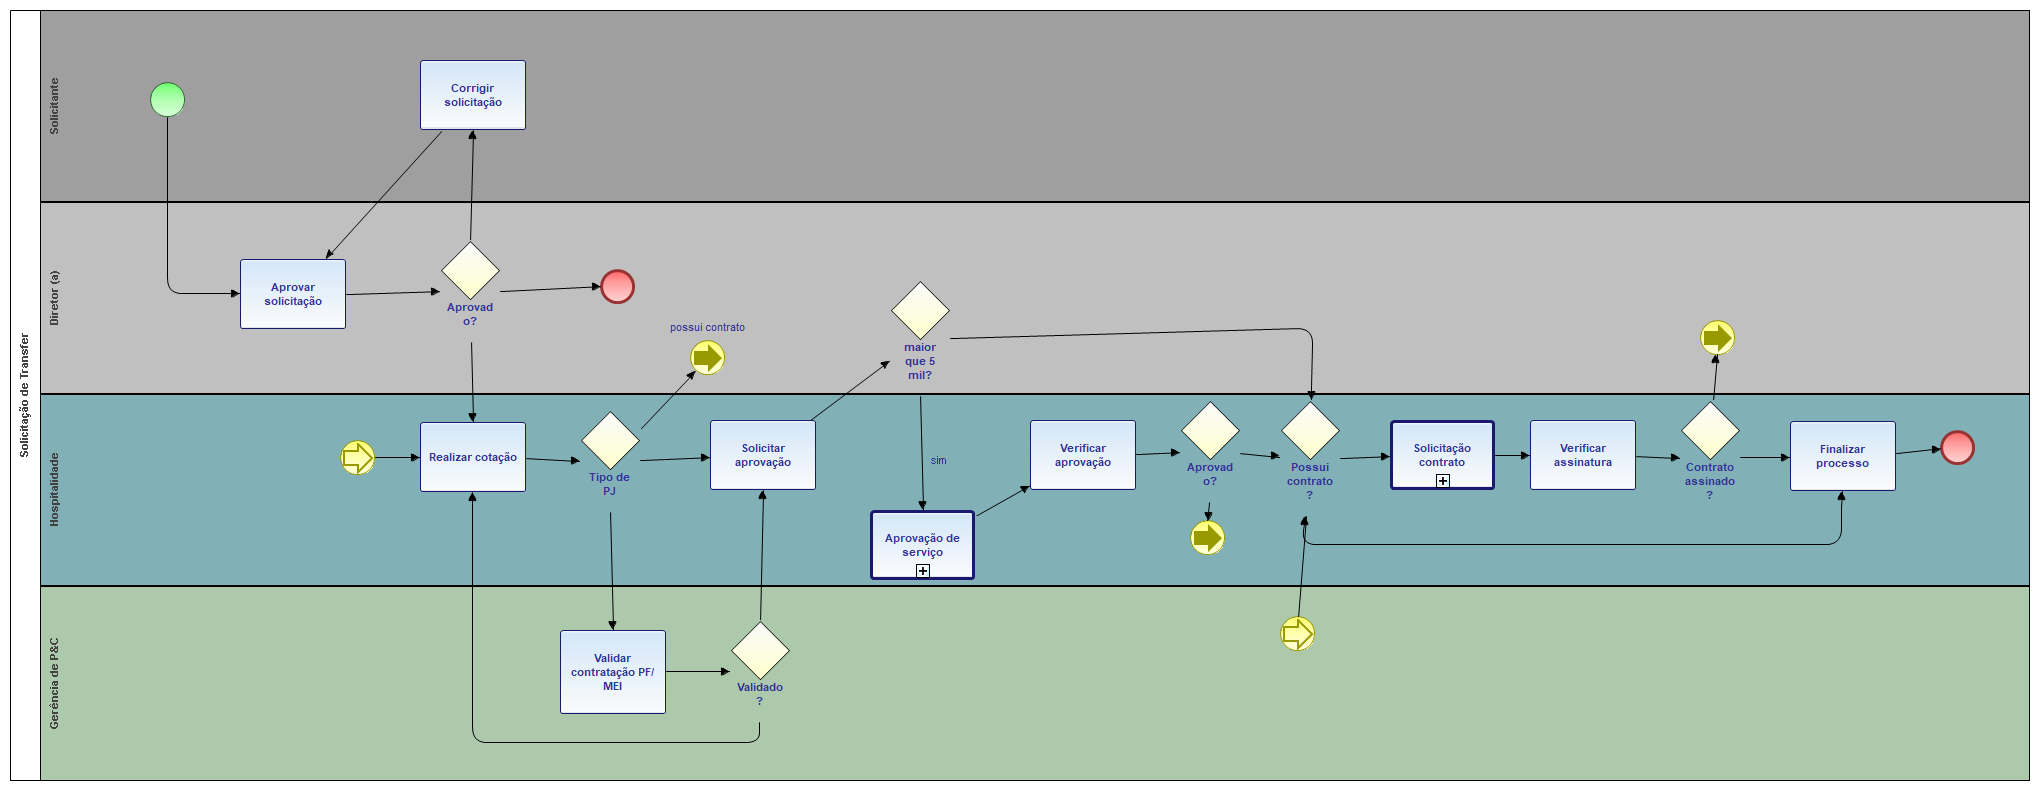 Solicitação de Transfer
Solicitante
Corrigir
solicitação
Diretor (a)
Aprovar
solicitação
Aprovad
o?
possui contrato
maior
que 5
mil?
Hospitalidade
Realizar cotação
Tipo de
PJ
Solicitar
aprovação
sim
Aprovação de
serviço
Verificar
aprovação
Aprovad
o?
Possui
contrato
?
Solicitação
contrato
Verificar
assinatura
Contrato
assinado
?
Finalizar
processo
Gerência de P&C
Validar
contratação PF/
MEI
Validado
?